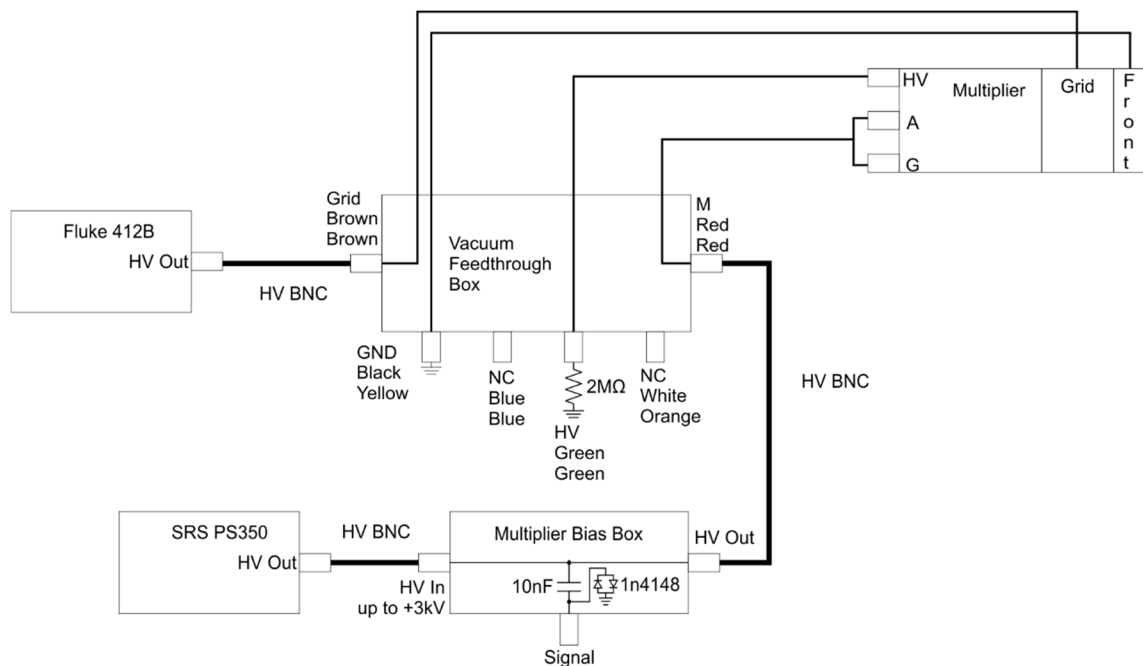 HV
Multiplier
Grid
Front
A
G
Fluke 412B
HV Out
HV BNC
Grid
Brown
Brown
Vacuum
Feedthrough
Box
M
Red
Red
GND
Black
Yellow
NC
Blue
Blue
2MΩ
HV
Green
Green
NC
White
Orange
HV BNC
SRS PS350
HV Out
HV BNC
Multiplier Bias Box
HV Out
HV In
up to +3kV
10nF
1n4148
Signal